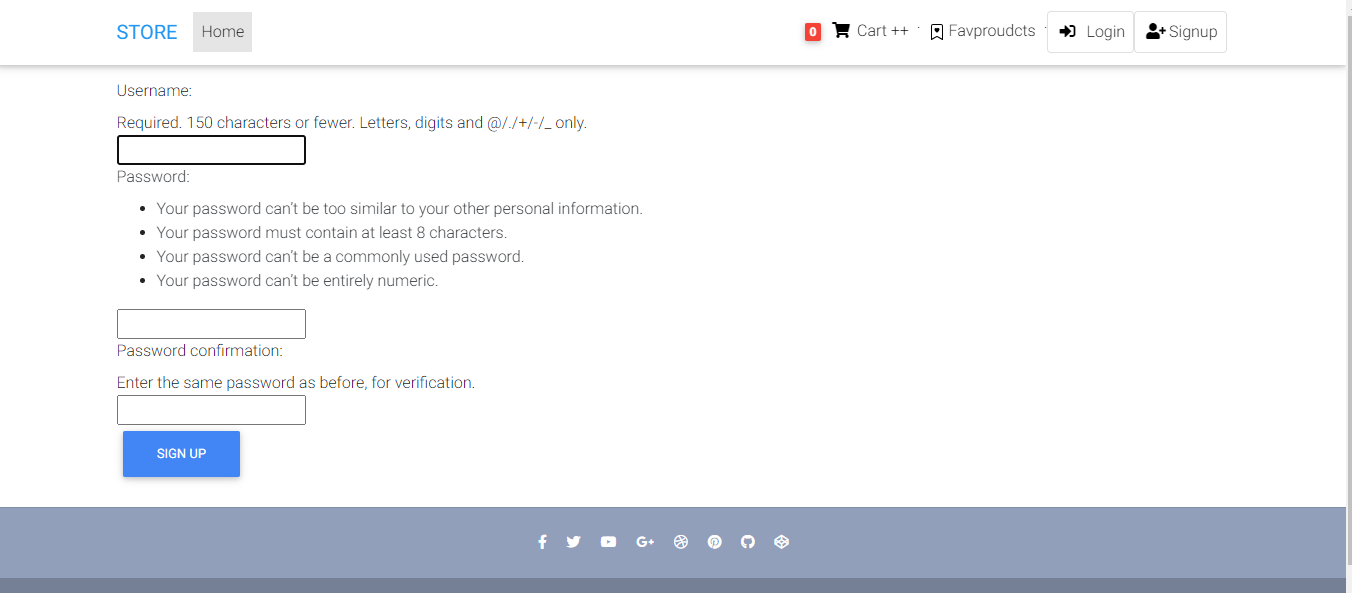 STORE Home 0 Cart ++ Favproudcts Login Signup
Username:
Required. 150 characters or fewer. Letters, digits and @/./+/-/_ only.
Password:
Your password can't be too similar to your other personal information.
Your password must contain at least 8 characters.
Your password can't be a commonly used password.
Your password can't be entirely numeric.
Password confirmation:
Enter the same password as before, for verification.
SIGN UP